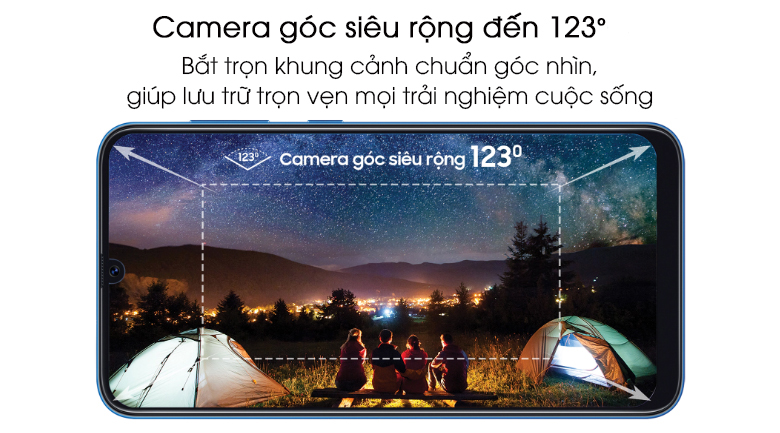 Camera góc siêu rộng đến 123°
Bắt trọn khung cảnh chuẩn góc nhìn,
giúp lưu trữ trọn vẹn mọi trải nghiệm cuộc sống
123° Camera góc siêu rộng 123°